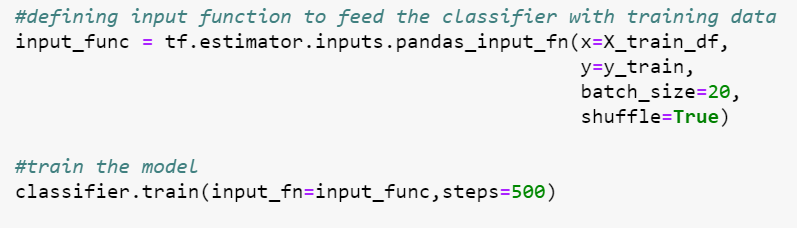 #defining input function to feed the classifier with training data
input_func = tf.estimator.inputs.pandas_input_fn(x=X_train_df,
y=y_train,
batch_size=20,
shuffle=True)
#train the model
classifier.train(input_fn=input_func,steps=500)